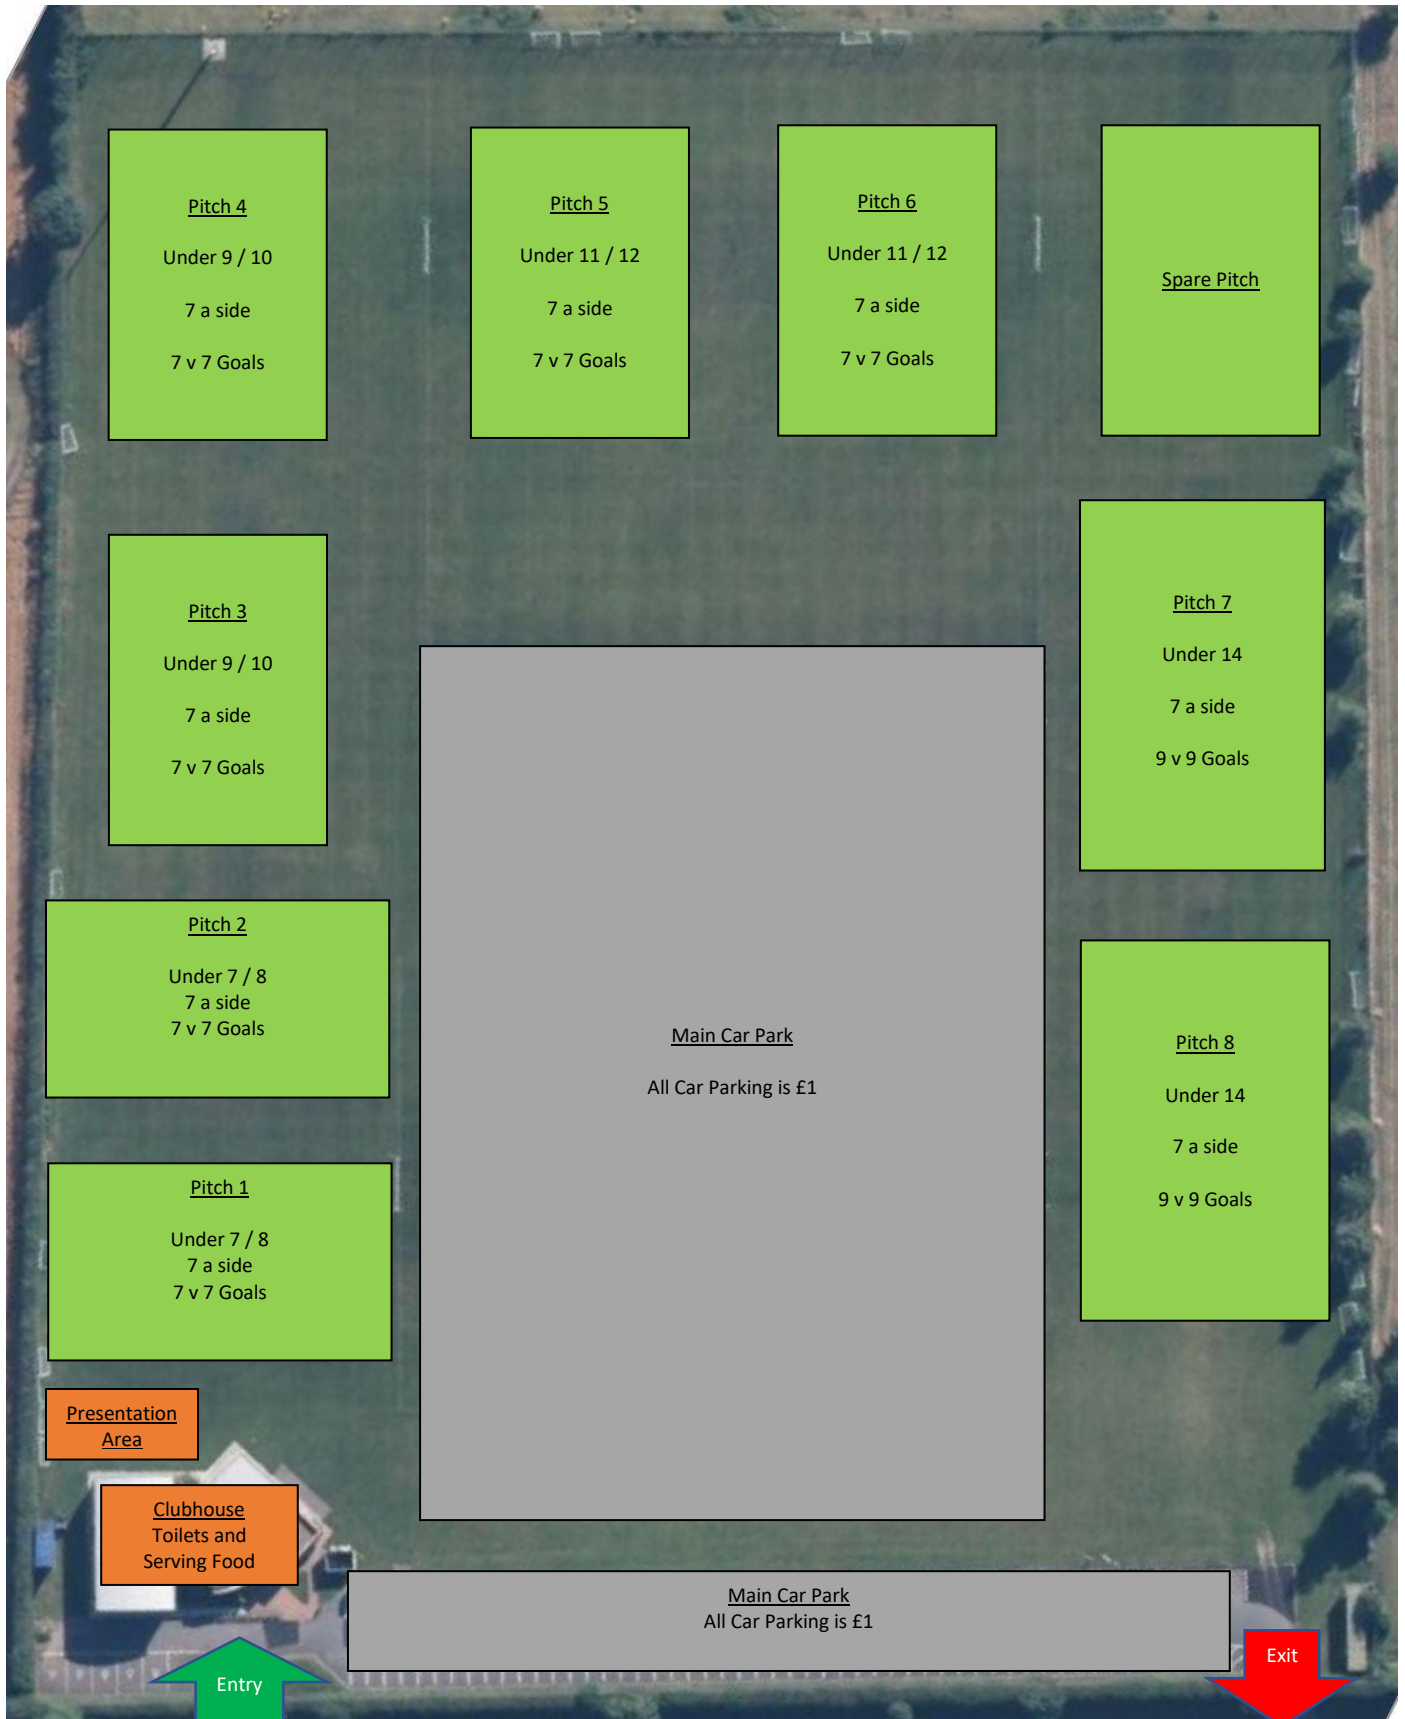 Pitch 4
Under 9 / 10
7 a side
7 v 7 Goals
Pitch 5
Under 11 / 12
7 a side
7 v 7 Goals
Pitch 6
Under 11 / 12
7 a side
7 v 7 Goals
Spare Pitch
Pitch 3
Under 9 / 10
7 a side
7 v 7 Goals
Pitch 7
Under 14
7 a side
9 v 9 Goals
Pitch 2
Under 7 / 8
7 a side
7 v 7 Goals
Main Car Park
All Car Parking is £1
Pitch 8
Under 14
7 a side
9 v 9 Goals
Pitch 1
Under 7 / 8
7 a side
7 v 7 Goals
Presentation
Area
Clubhouse
Toilets and
Serving Food
Main Car Park
All Car Parking is £1
Entry
Exit